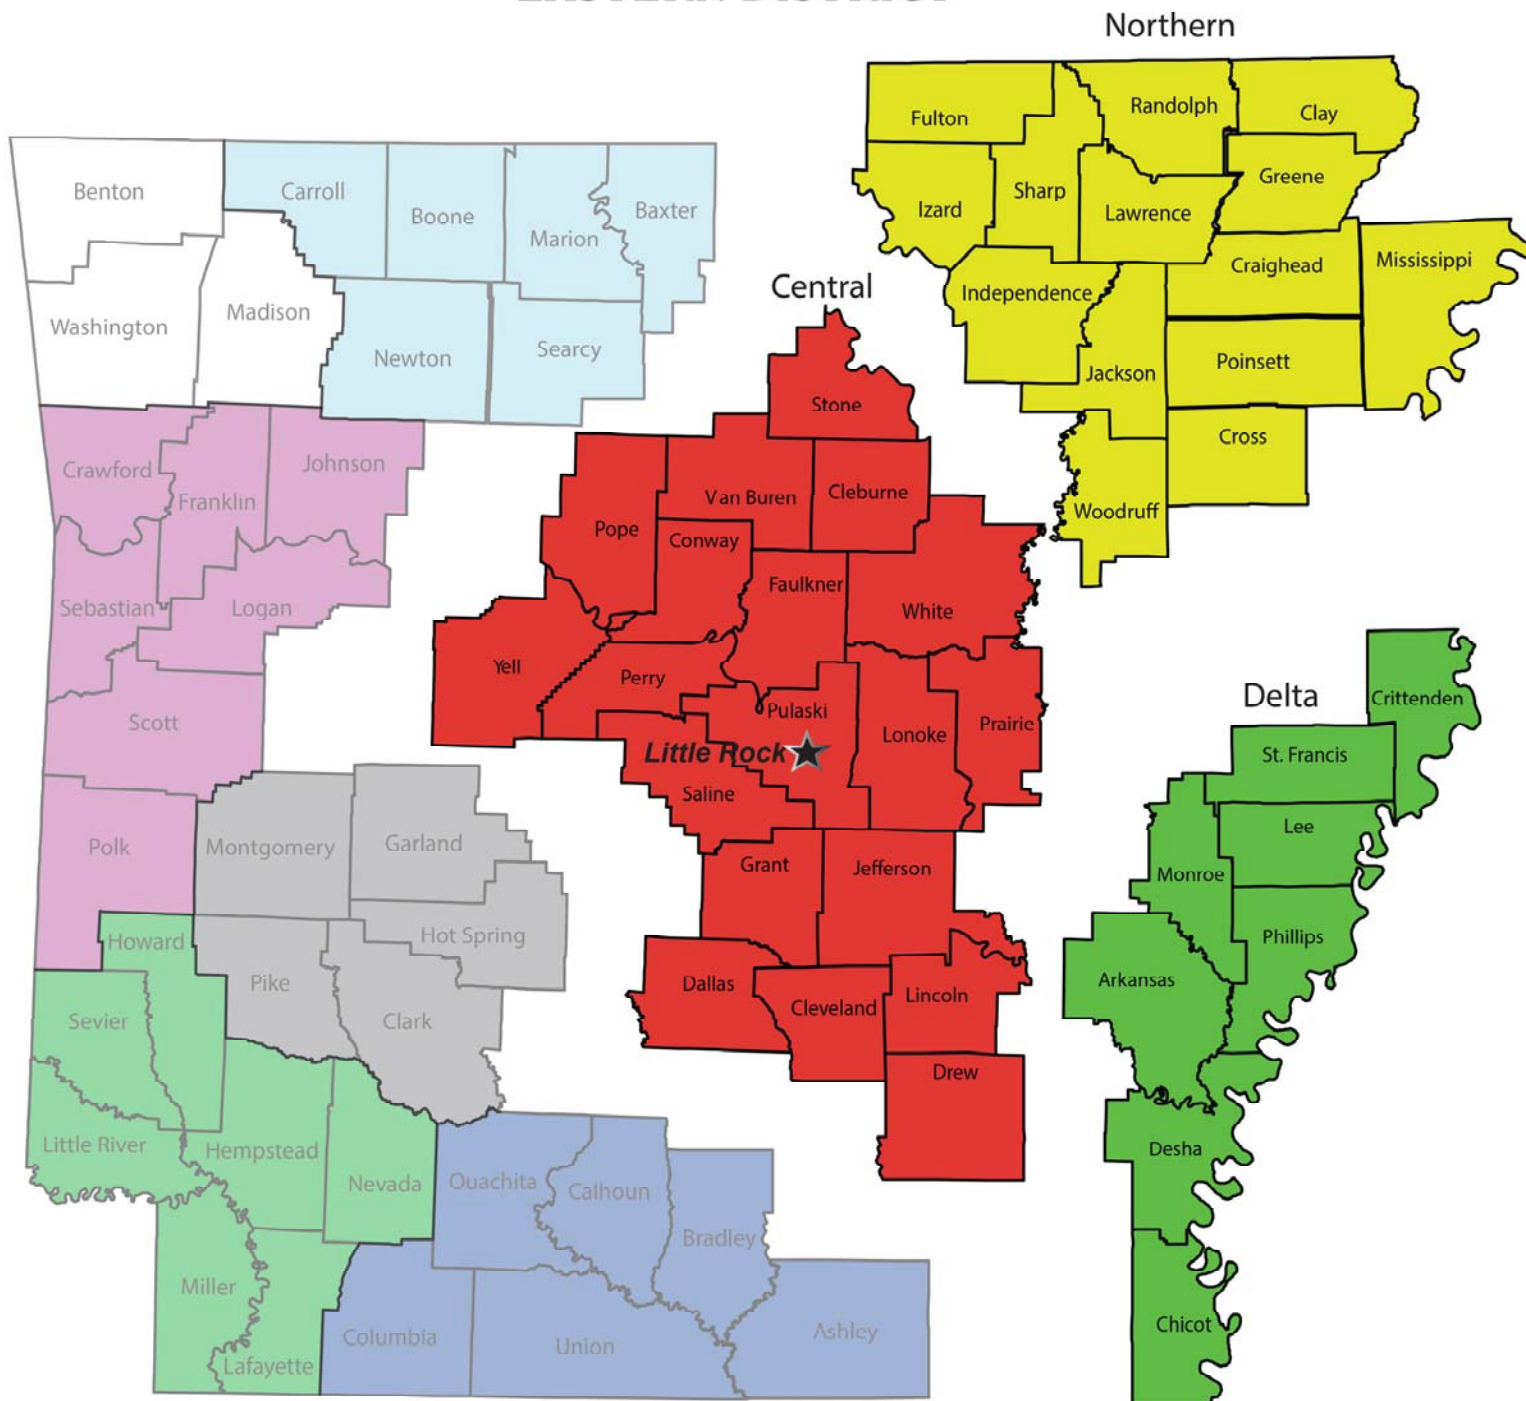 EASTERN DISTRICT
Northern
Fulton
Randolph
Clay
Izard
Sharp
Lawrence
Greene
Independence
Craighead
Mississippi
Jackson
Poinsett
Cross
Woodruff
Central
Stone
Van Buren
Cleburne
Pope
Conway
Faulkner
White
Yell
Perry
Pulaski
Lonoke
Prairie
Little Rock
Saline
Grant
Jefferson
Dallas
Cleveland
Lincoln
Drew
Delta
Crittenden
St. Francis
Lee
Monroe
Phillips
Arkansas
Desha
Chicot
Benton
Carroll
Boone
Marion
Baxter
Washington
Madison
Newton
Searcy
Crawford
Franklin
Johnson
Sebastian
Logan
Scott
Polk
Montgomery
Garland
Hot Spring
Pike
Clark
Howard
Sevier
Little River
Hempstead
Nevada
Miller
Lafayette
Ouachita
Calhoun
Bradley
Columbia
Union
Ashley